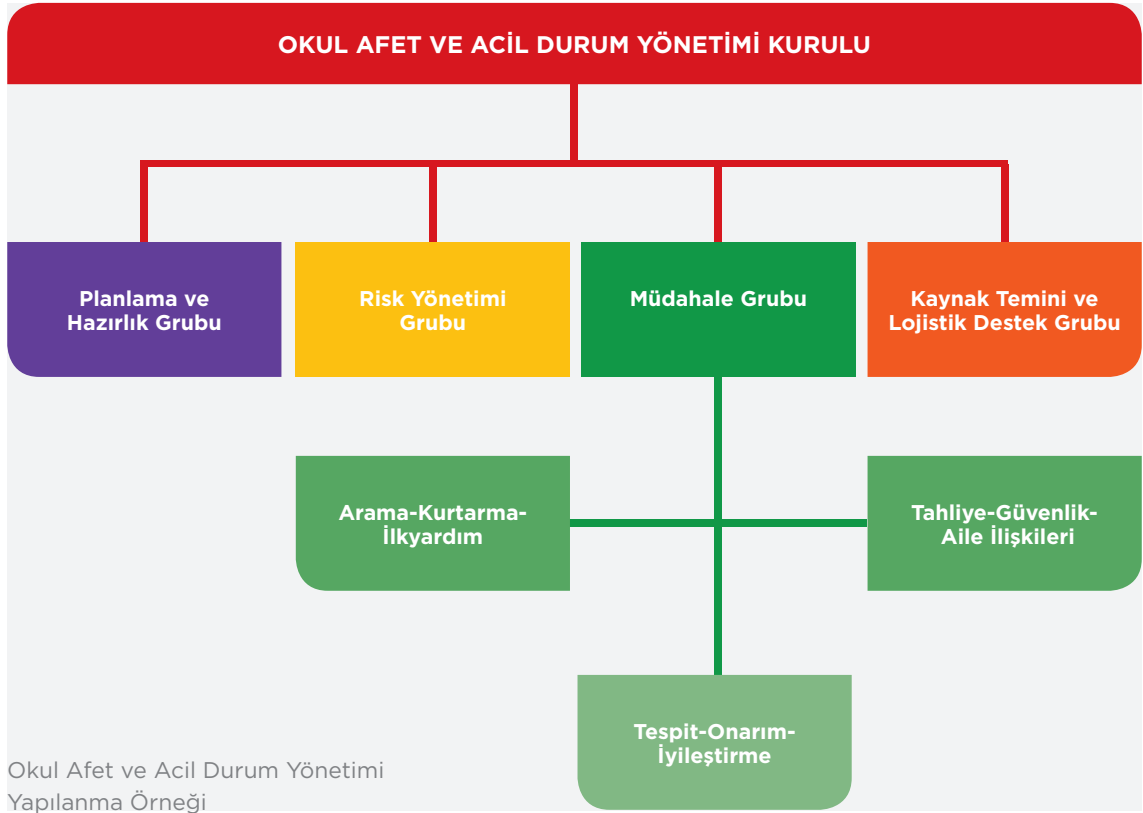 OKUL AFET VE ACİL DURUM YÖNETİMİ KURULU
Planlama ve
Hazırlık Grubu
Risk Yönetimi
Grubu
Müdahale Grubu
Kaynak Temini ve
Lojistik Destek Grubu
Arama-Kurtarma-
İlkyardım
Tahliye-Güvenlik-
Aile İlişkileri
Tespit-Onarım-
İyileştirme
Okul Afet ve Acil Durum Yönetimi
Yapılanma Örneği